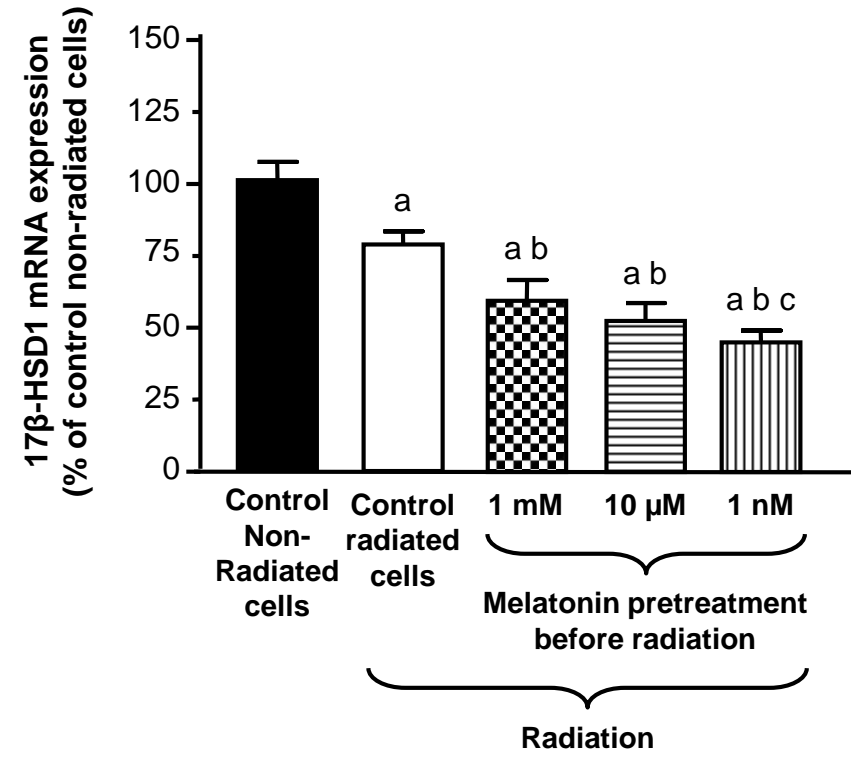 17β-HSD1 mRNA expression
(% of control non-radiated cells)
150
125
100
75
50
25
0
a
a b
a b
a b c
Control
Non-
Radiated
cells
Control
radiated
cells
1 mM
10 µM
1 nM
Melatonin pretreatment
before radiation
Radiation